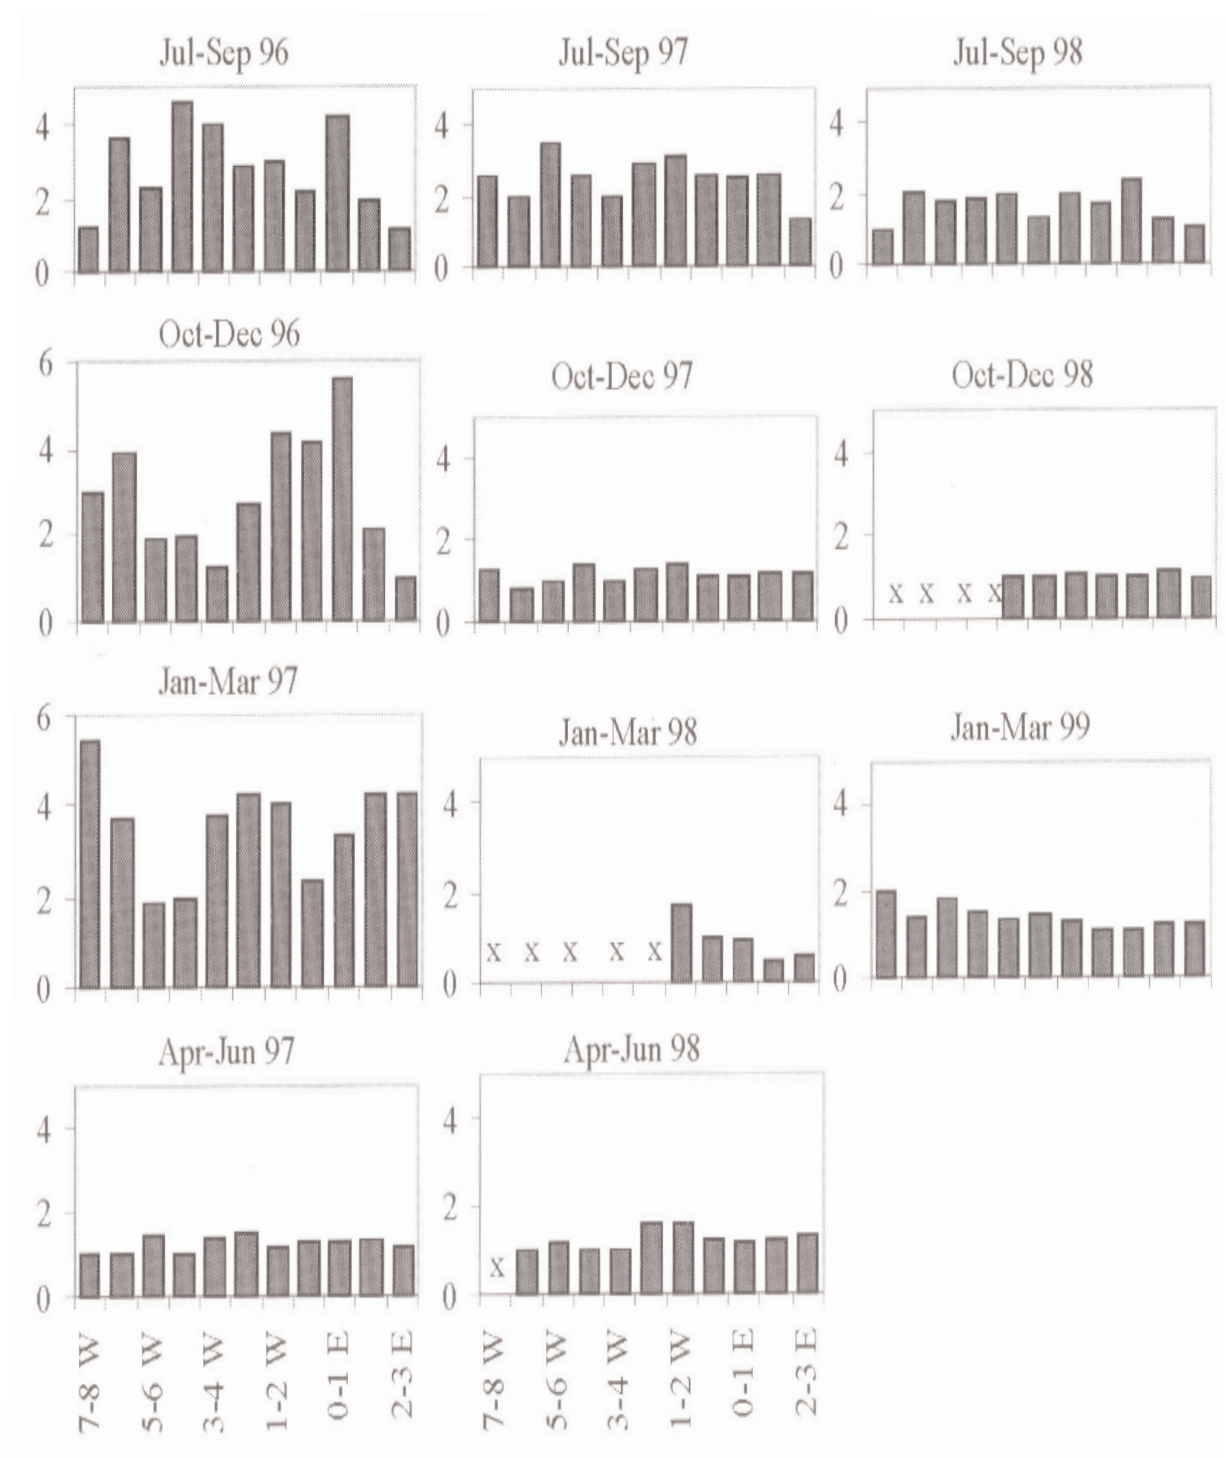 Jul-Sep 96
4
2
0
Jul-Sep 97
4
2
0
Jul-Sep 98
4
2
0
Oct-Dec 96
6
4
2
0
Oct-Dec 97
4
2
0
Oct-Dec 98
4
2
0
X X X X
Jan-Mar 97
6
4
2
0
Jan-Mar 98
4
2
0
X X X X X
Jan-Mar 99
4
2
0
Apr-Jun 97
4
2
0
7-8 W
5-6 W
3-4 W
1-2 W
0-1 E
2-3 E
Apr-Jun 98
4
2
0
X
7-8 W
5-6 W
3-4 W
1-2 W
0-1 E
2-3 E